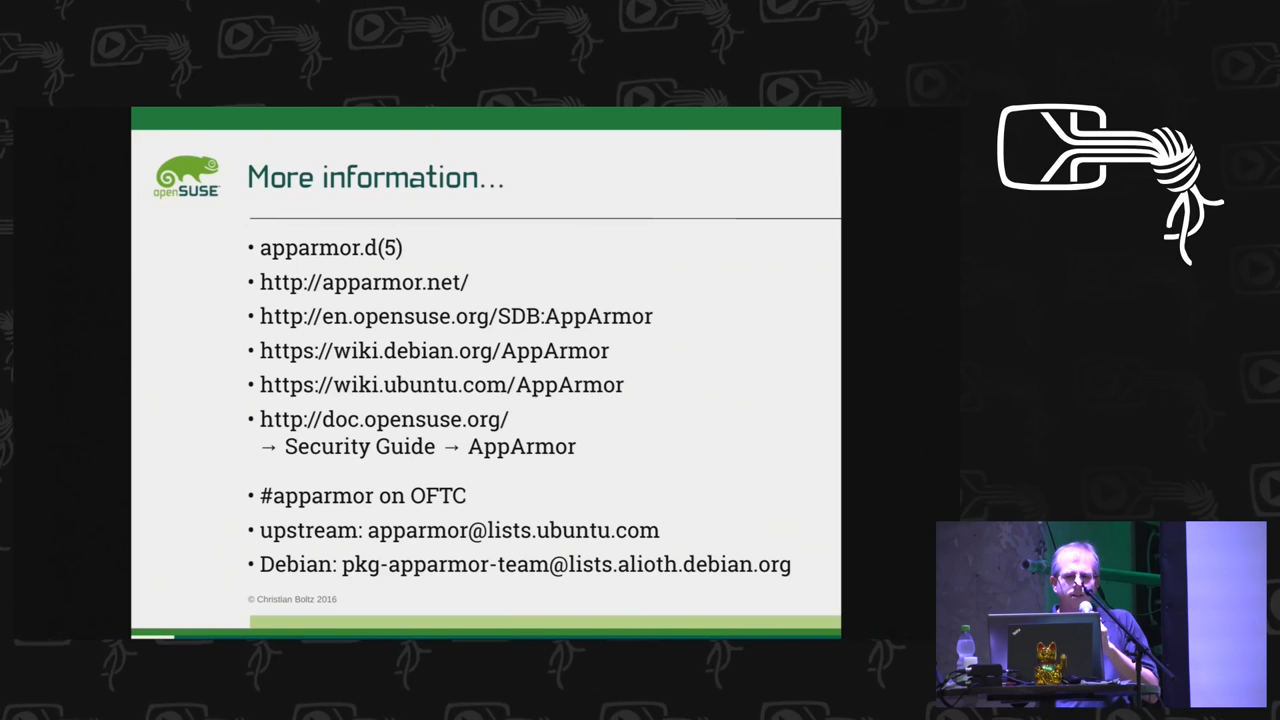 openSUSE
More information...
• apparmor.d(5)
• http://apparmor.net/
• http://en.opensuse.org/SDB:AppArmor
• https://wiki.debian.org/AppArmor
• https://wiki.ubuntu.com/AppArmor
• http://doc.opensuse.org/
→ Security Guide → AppArmor
• #apparmor on OFTC
• upstream: apparmor@lists.ubuntu.com
• Debian: pkg-apparmor-team@lists.alioth.debian.org
© Christian Boltz 2016